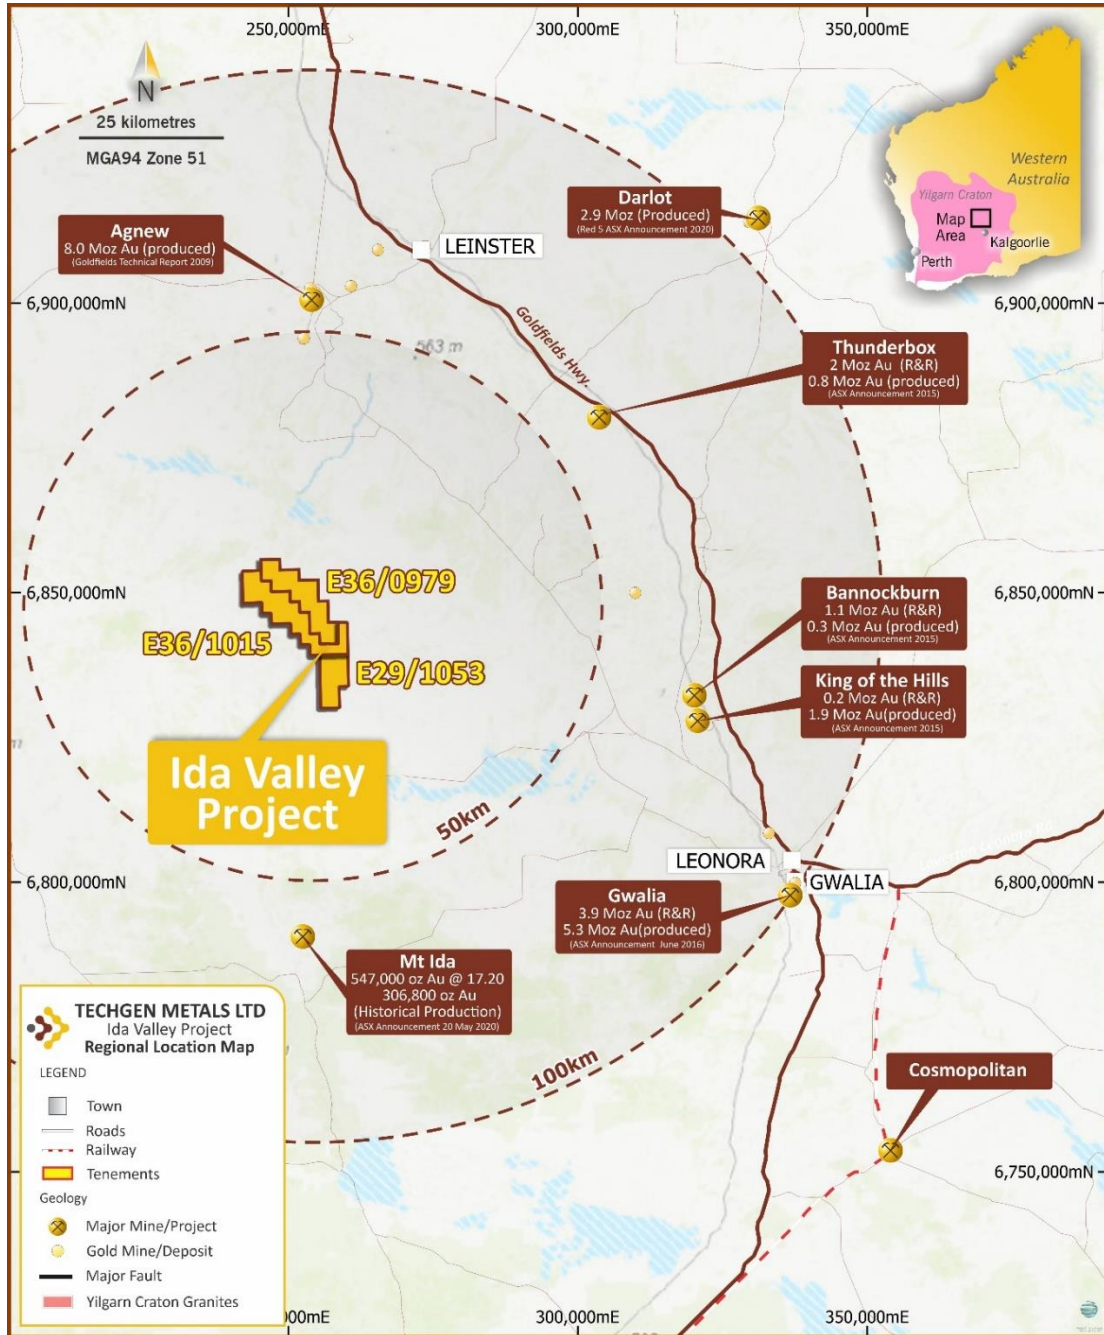 250,000mE
300,000mE
350,000mE
N
25 kilometres
MGA94 Zone 51
Western
Australia
Yilgarn Craton
Map
Area
Kalgoorlie
Perth
Darlot
2.9 Moz (Produced)
(Red 5 ASX Announcement 2020)
Agnew
8.0 Moz Au (produced)
(Goldfields Technical Report 2009)
LEINSTER
6,900,000mN
6,900,000mN
Goldfields Hwy.
563 m
Thunderbox
2 Moz Au (R&R)
0.8 Moz Au (produced)
(ASX Announcement 2015)
6,850,000mN
6,850,000mN
E36/0979
E36/1015
E29/1053
Bannockburn
1.1 Moz Au (R&R)
0.3 Moz Au (produced)
(ASX Announcement 2015)
King of the Hills
0.2 Moz Au (R&R)
1.9 Moz Au(produced)
(ASX Announcement 2015)
Ida Valley
Project
50km
LEONORA
GWALIA
6,800,000mN
6,800,000mN
Gwalia
3.9 Moz Au (R&R)
5.3 Moz Au(produced)
(ASX Announcement June 2016)
Mt Ida
547,000 oz Au @ 17.20
306,800 oz Au
(Historical Production)
(ASX Announcement 20 May 2020)
100km
Cosmopolitan
6,750,000mN
TECHGEN METALS LTD
Ida Valley Project
Regional Location Map
LEGEND
Town
Roads
Railway
Tenements
Geology
Major Mine/Project
Gold Mine/Deposit
Major Fault
Yilgarn Craton Granites
000mE
300,000mE
350,000mE